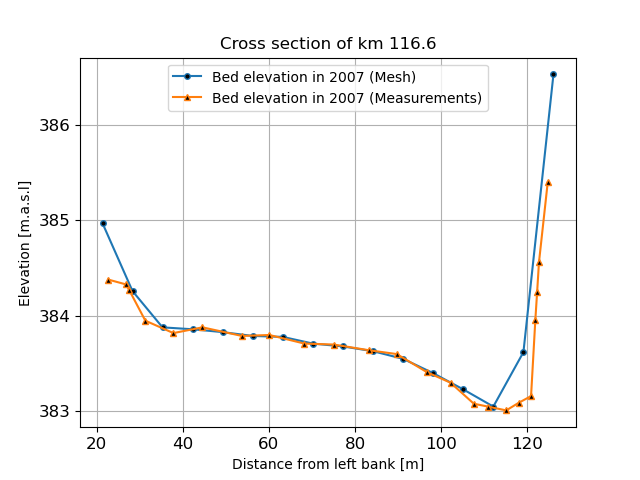 Cross section of km 116.6
Bed elevation in 2007 (Mesh)
Bed elevation in 2007 (Measurements)
Elevation [m.a.s.l]
386
385
384
383
20 40 60 80 100 120
Distance from left bank [m]